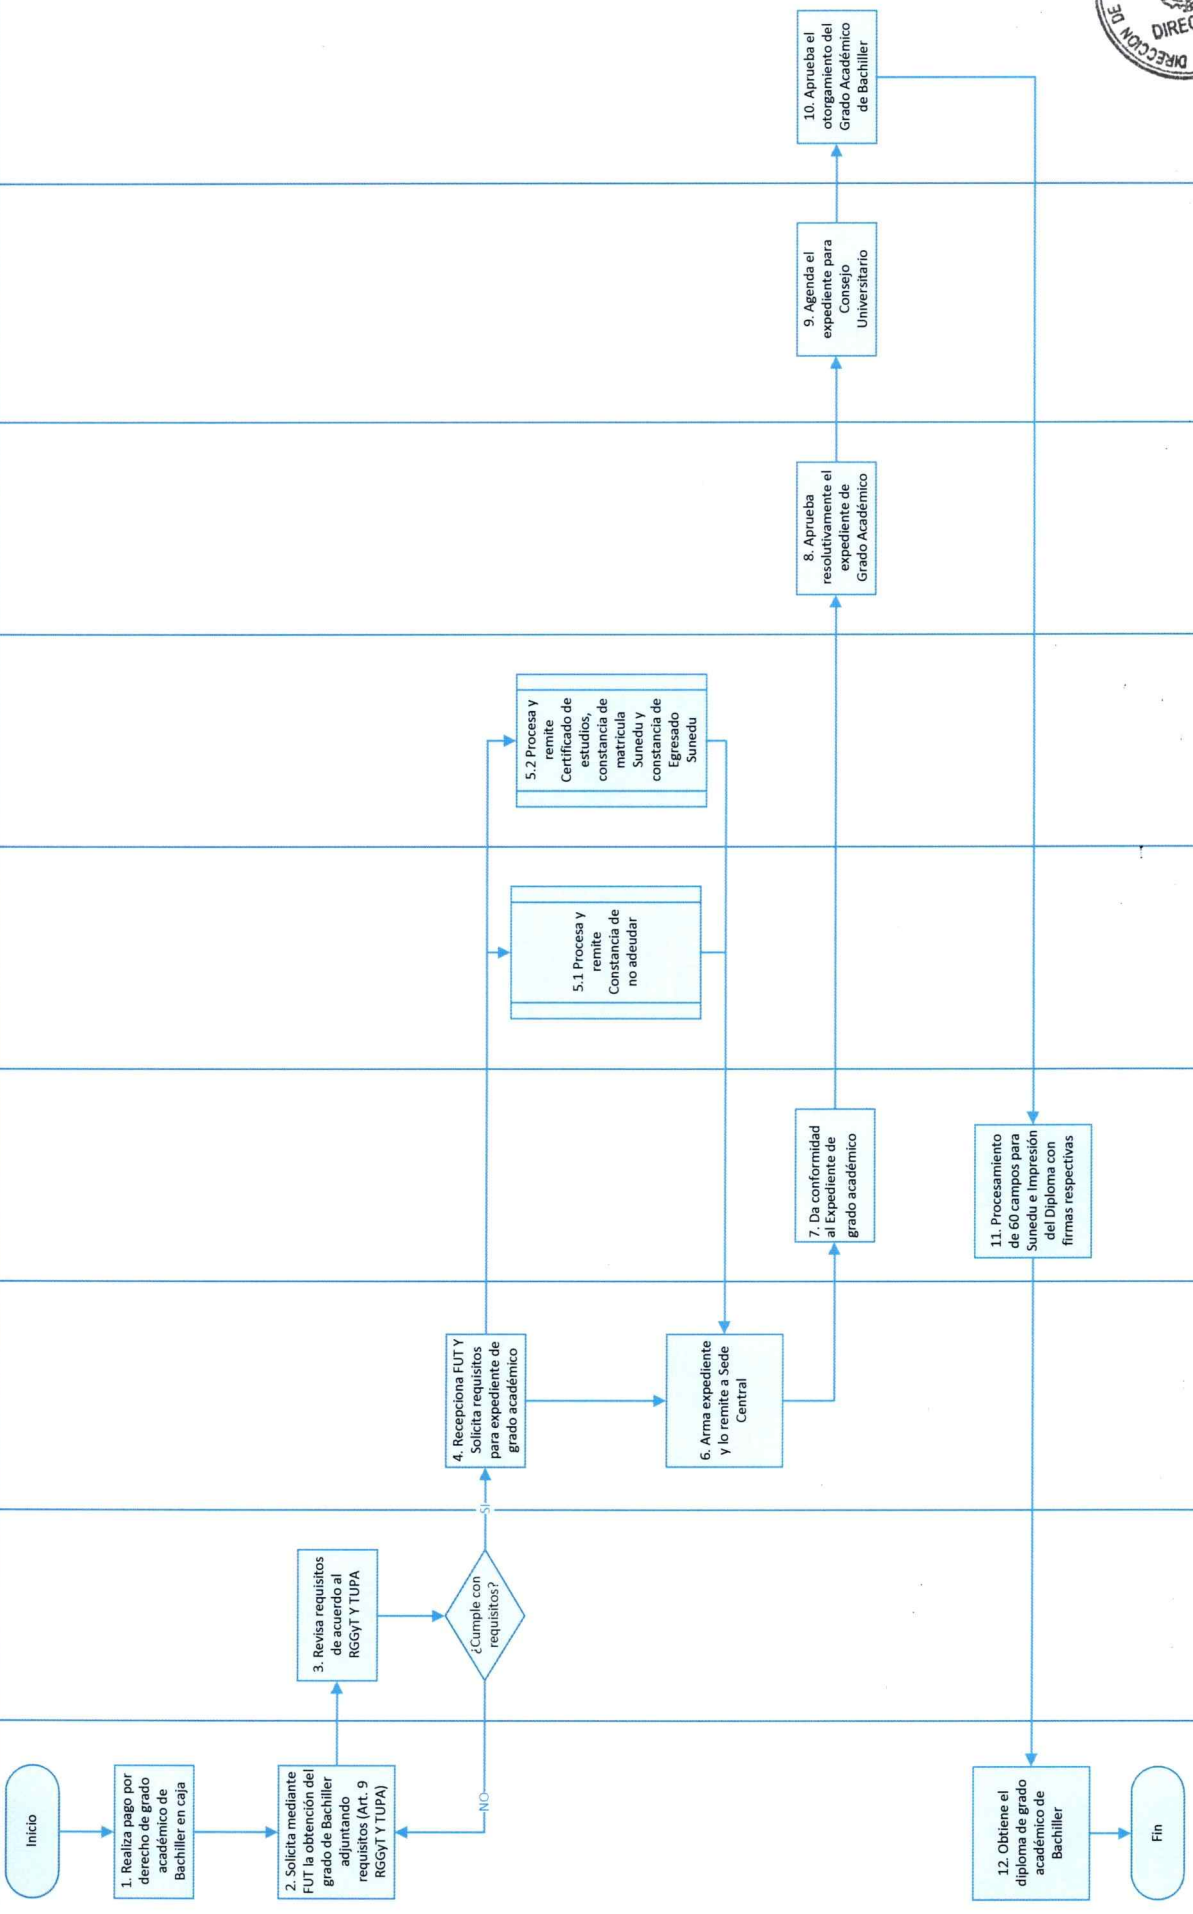 Inicio
1. Realiza pago por
derecho de grado
académico de
Bachiller en caja
2. Solicita mediante
FUT la obtención del
grado de Bachiller
adjuntando
requisitos (Art. 9
RGGyT Y TUPA)
3. Revisa requisitos
de acuerdo al
RGGyT Y TUPA
¿Cumple con
requisitos?
NO
SI
4. Recepciona FUT Y
Solicita requisitos
para expediente de
grado académico
5.1 Procesa y
remite
Constancia de
no adeudar
5.2 Procesa y
remite
Certificado de
estudios,
constancia de
matricula
Sunedu y
constancia de
Egresado
Sunedu
6. Arma expediente
y lo remite a Sede
Central
7. Da conformidad
al Expediente de
grado académico
8. Aprueba
resolutivamente el
expediente de
Grado Académico
9. Agenda el
expediente para
Consejo
Universitario
10. Aprueba el
otorgamiento del
Grado Académico
de Bachiller
11. Procesamiento
de 60 campos para
Sunedu e Impresión
del Diploma con
firmas respectivas
12. Obtiene el
diploma de grado
académico de
Bachiller
Fin
DIRECCION DE
DIREC